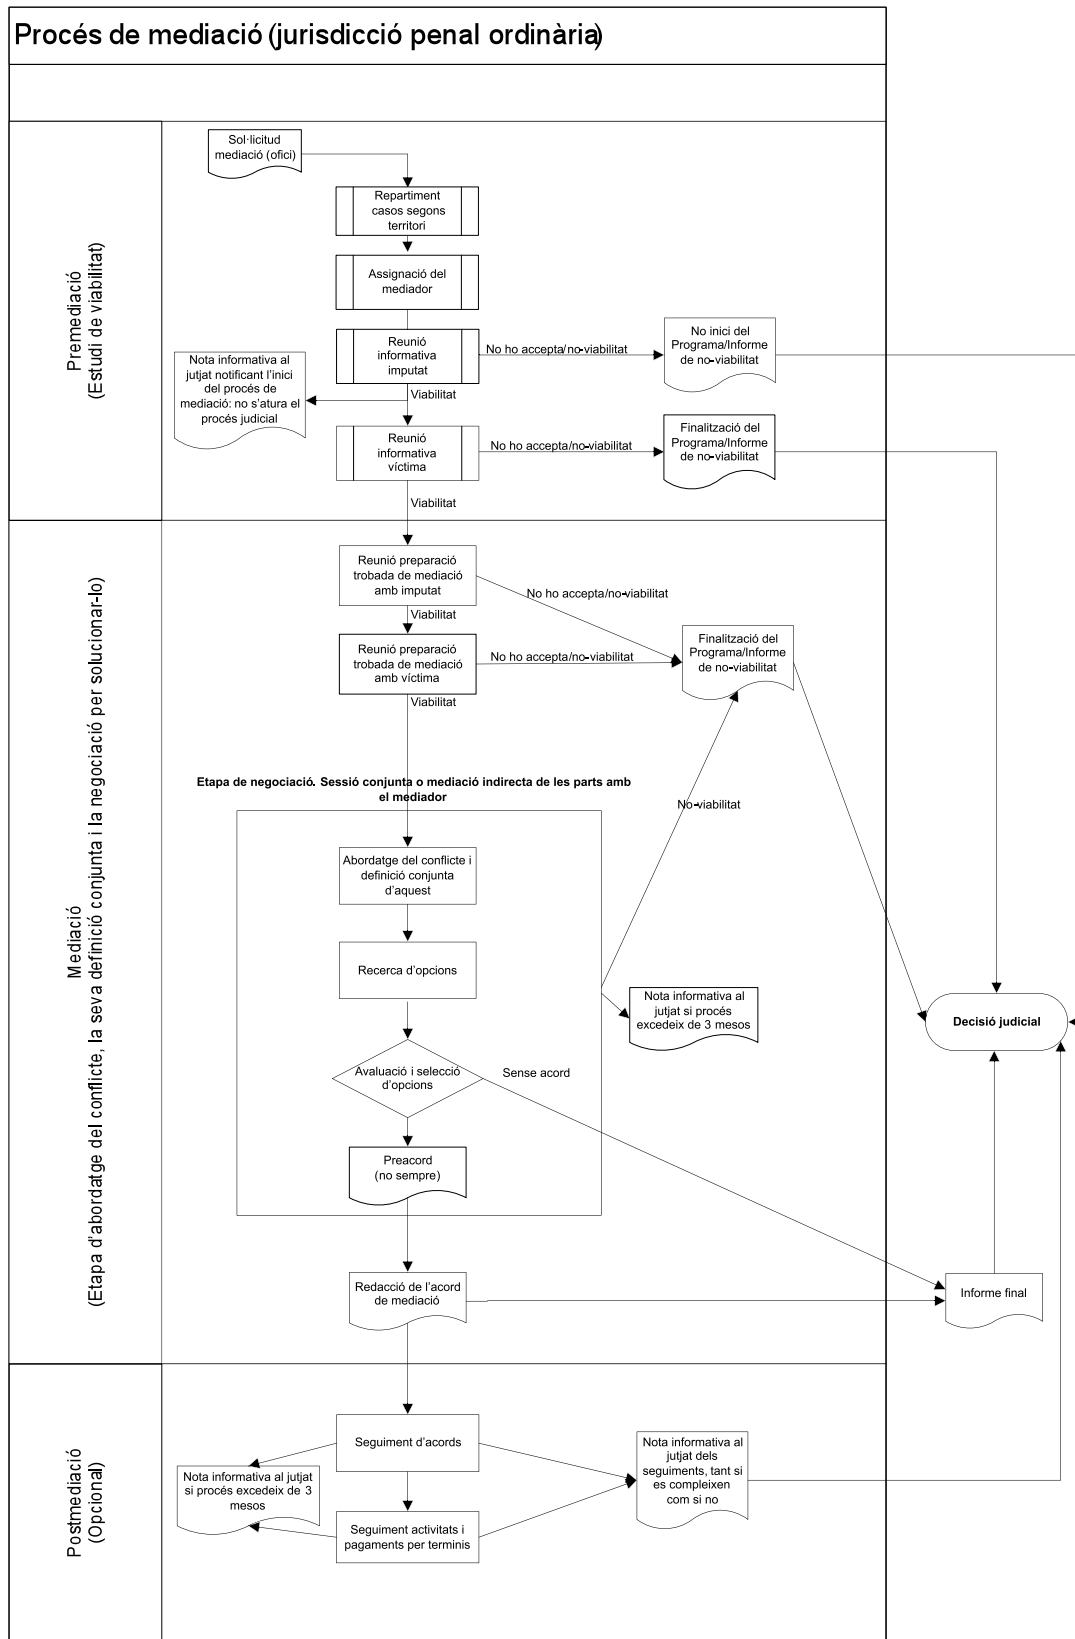 Procés de mediació (jurisdicció penal ordinària)
Premediació
(Estudi de viabilitat)
Sol·licitud
mediació (ofici)
Repartiment
casos segons
territori
Assignació del
mediador
Reunió
informativa
imputat
No ho accepta/no-viabilitat
No inici del
Programa/Informe
de no-viabilitat
Nota informativa al
jutjat notificant l’inici
del procés de
mediació: no s’atura el
procés judicial
Viabilitat
Reunió
informativa
víctima
No ho accepta/no-viabilitat
Finalització del
Programa/Informe
de no-viabilitat
Viabilitat
Mediació
(Etapa d’abordatge del conflicte, la seva definició conjunta i la negociació per solucionar-lo)
Reunió preparació
trobada de mediació
amb imputat
No ho accepta/no-viabilitat
Viabilitat
Reunió preparació
trobada de mediació
amb víctima
No ho accepta/no-viabilitat
Finalització del
Programa/Informe
de no-viabilitat
Viabilitat
Etapa de negociació. Sessió conjunta o mediació indirecta de les parts amb
el mediador
No-viabilitat
Abordatge del conflicte i
definició conjunta
d’aquest
Recerca d’opcions
Nota informativa al
jutjat si procés
excedeix de 3 mesos
Decisió judicial
Avaluació i selecció
d’opcions
Sense acord
Preacord
(no sempre)
Redacció de l’acord
de mediació
Informe final
Postmediació
(Opcional)
Seguiment d’acords
Nota informativa al jutjat
si procés excedeix de 3
mesos
Nota informativa al
jutjat dels
seguiments, tant si
es compleixen
com si no
Seguiment activitats i
pagaments per terminis